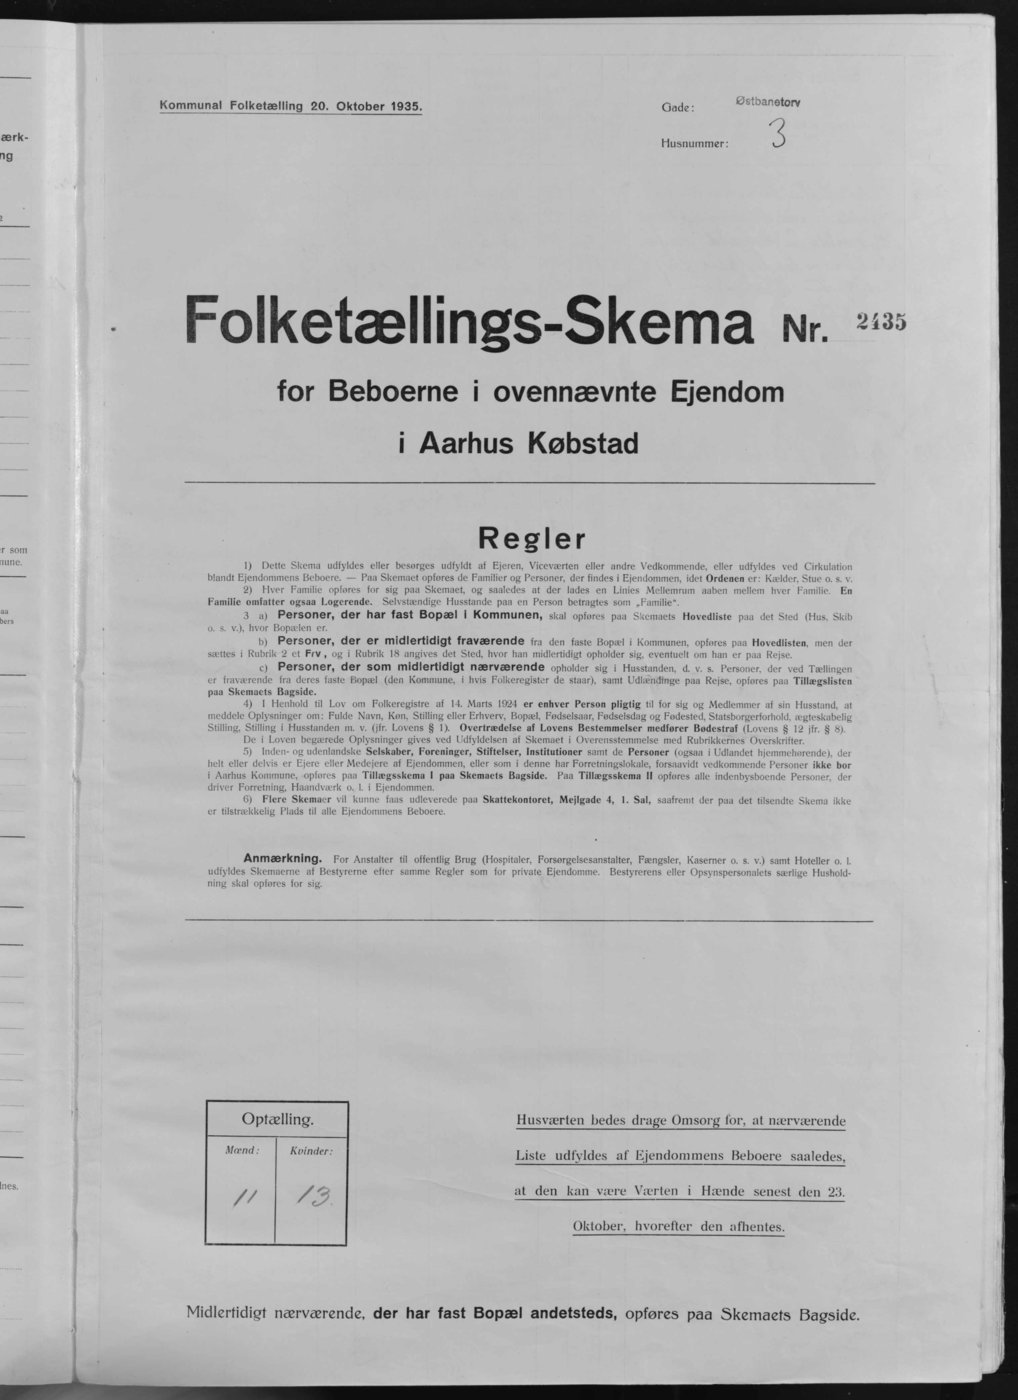 ærk-
ng
Kommunal Folketælling 20. Oktober 1935.
Gade: Østbanetorv
Husnummer: 3
Folketællings-Skema Nr. 2435
for Beboerne i ovennævnte Ejendom
i Aarhus Købstad
r som
nune.
aa
bers
Regler
1) Dette Skema udfyldes eller besørges udfyldt af Ejeren, Viceværten eller andre Vedkommende, eller udfyldes ved Cirkulation
blandt Ejendommens Beboere. — Paa Skemaet opføres de Familier og Personer, der findes i Ejendommen, idet Ordenen er: Kælder, Stue o. s. v.
2) Hver Familie opføres for sig paa Skemaet, og saaledes at der lades en Linies Mellemrum aaben mellem hver Familie. En
Familie omfatter ogsaa Logerende. Selvstændige Husstande paa en Person betragtes som „Familie".
3 a) Personer, der har fast Bopæl i Kommunen, skal opføres paa Skemaets Hovedliste paa det Sted (Hus, Skib
o. s. v.), hvor Bopælen er.
b) Personer, der er midlertidigt fraværende fra den faste Bopæl i Kommunen, opføres paa Hovedlisten, men der
sættes i Rubrik 2 et Frv, og i Rubrik 18 angives det Sted, hvor han midlertidigt opholder sig, eventuelt om han er paa Rejse.
c) Personer, der som midlertidigt nærværende opholder sig i Husstanden, d. v. s. Personer, der ved Tællingen
er fraværende fra deres faste Bopæl (den Kommune, i hvis Folkeregister de staar), samt Udlændinge paa Rejse, opføres paa Tillægslisten
paa Skemaets Bagside.
4) I Henhold til Lov om Folkeregistre af 14. Marts 1924 er enhver Person pligtig til for sig og Medlemmer af sin Husstand, at
meddele Oplysninger om: Fulde Navn, Køn, Stilling eller Erhverv, Bopæl, Fødselsaar, Fødselsdag og Fødested, Statsborgerforhold, ægteskabelig
Stilling, Stilling i Husstanden m. v. (jfr. Lovens § 1). Overtrædelse af Lovens Bestemmelser medfører Bødestraf (Lovens § 12 jfr. § 8).
De i Loven begærede Oplysninger gives ved Udfyldelsen af Skemaet i Overensstemmelse med Rubrikkernes Overskrifter.
5) Inden- og udenlandske Selskaber, Foreninger, Stiftelser, Institutioner samt de Personer (ogsaa i Udlandet hjemmehørende), der
helt eller delvis er Ejere eller Medejere af Ejendommen, eller som i denne har Forretningslokale, forsaavidt vedkommende Personer ikke bor
i Aarhus Kommune, opføres paa Tillægsskema I paa Skemaets Bagside. Paa Tillægsskema II opføres alle indenbysboende Personer, der
driver Forretning, Haandværk o. l. i Ejendommen.
6) Flere Skemaer vil kunne faas udleverede paa Skattekontoret, Mejlgade 4, 1. Sal, saafremt der paa det tilsendte Skema ikke
er tilstrækkelig Plads til alle Ejendommens Beboere.
Anmærkning. For Anstalter til offentlig Brug (Hospitaler, Forsørgelsesanstalter, Fængsler, Kaserner o. s. v.) samt Hoteller o. l.
udfyldes Skemaerne af Bestyrerne efter samme Regler som for private Ejendomme. Bestyrerens eller Opsynspersonalets særlige Hushold-
ning skal opføres for sig.
lnes.
Optælling.
Mænd: Kvinder:
11 13
Husværten bedes drage Omsorg for, at nærværende
Liste udfyldes af Ejendommens Beboere saaledes,
at den kan være Værten i Hænde senest den 23.
Oktober, hvorefter den afhentes.
Midlertidigt nærværende, der har fast Bopæl andetsteds, opføres paa Skemaets Bagside.